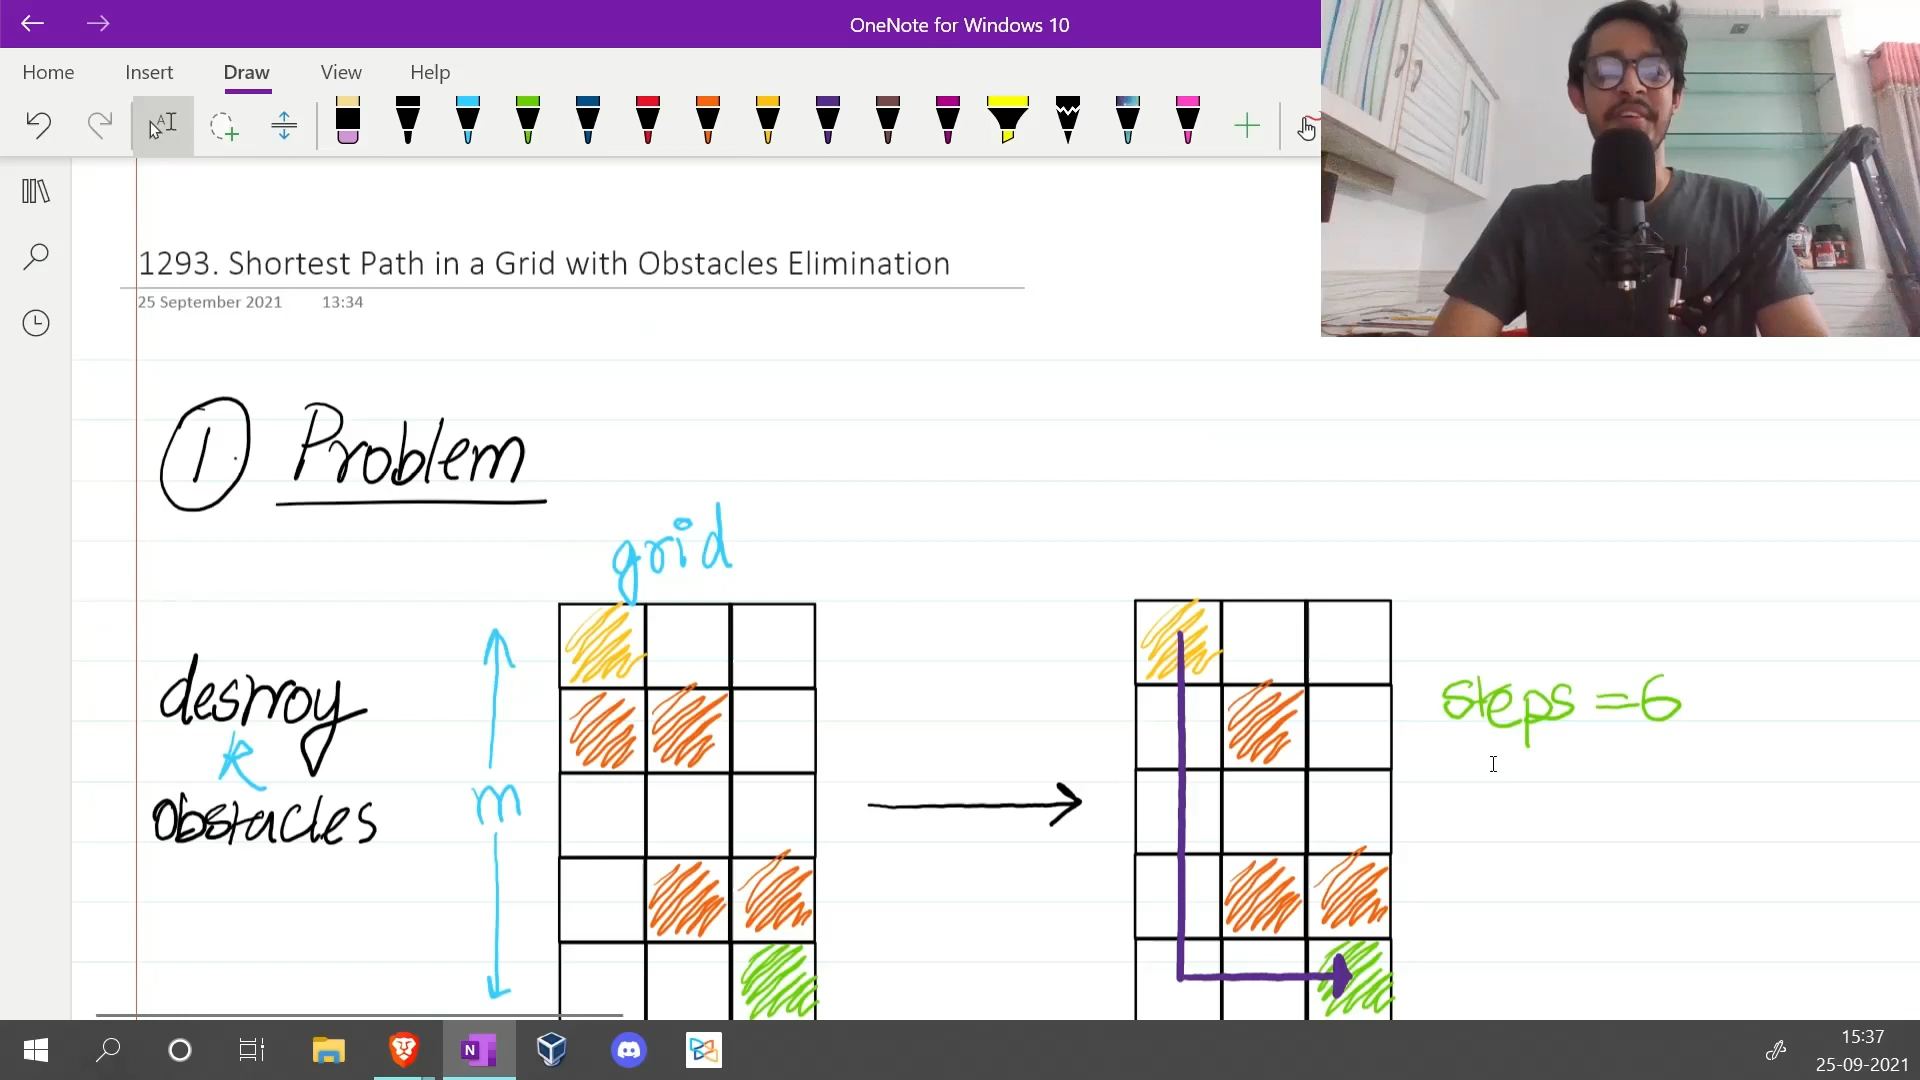 OneNote for Windows 10
Home Insert Draw View Help
1293. Shortest Path in a Grid with Obstacles Elimination
25 September 2021 13:34
1 Problem
grid
destroy
k
obstacles
m
steps = 6
15:37
25-09-2021